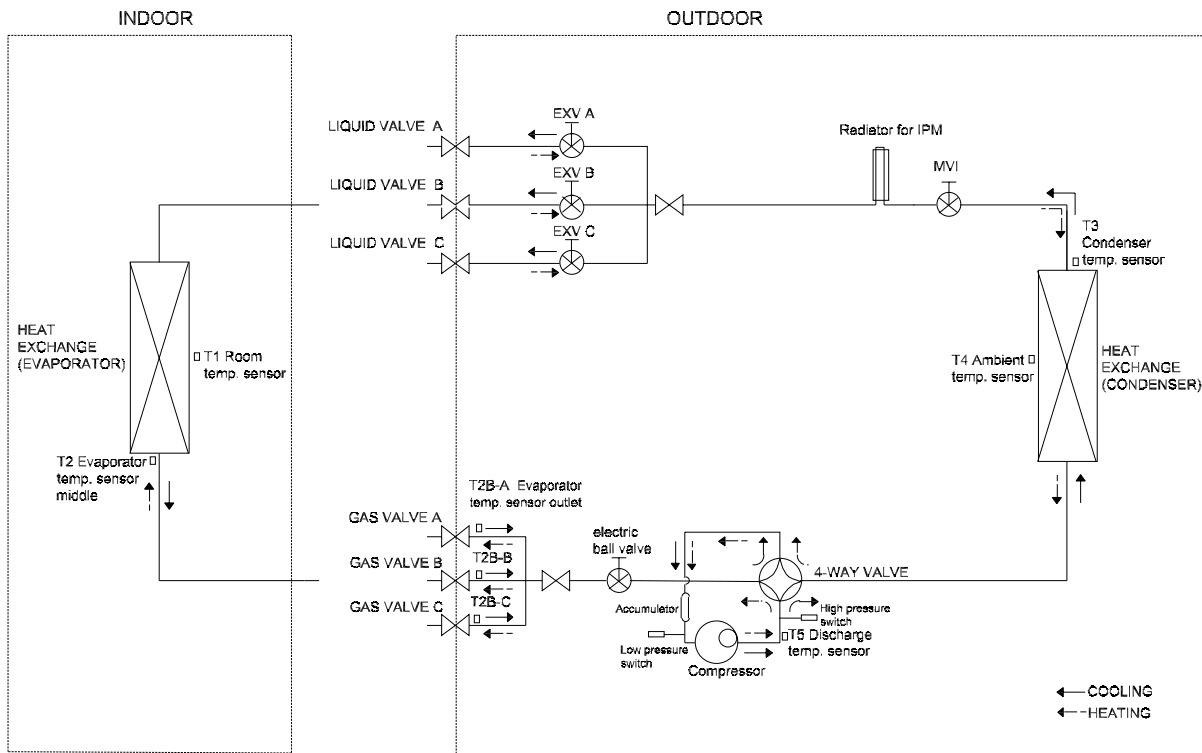 INDOOR
OUTDOOR
LIQUID VALVE A
EXV A
Radiator for IPM
MVI
LIQUID VALVE B
EXV B
LIQUID VALVE C
EXV C
T3
Condenser
temp. sensor
HEAT
EXCHANGE
(EVAPORATOR)
T1 Room
temp. sensor
T4 Ambient
temp. sensor
HEAT
EXCHANGE
(CONDENSER)
T2 Evaporator
temp. sensor
middle
T2B-A Evaporator
temp. sensor outlet
GAS VALVE A
electric
ball valve
GAS VALVE B
T2B-B
4-WAY VALVE
GAS VALVE C
T2B-C
Accumulator
High pressure
switch
Low pressure
switch
T5 Discharge
temp. sensor
Compressor
COOLING
HEATING